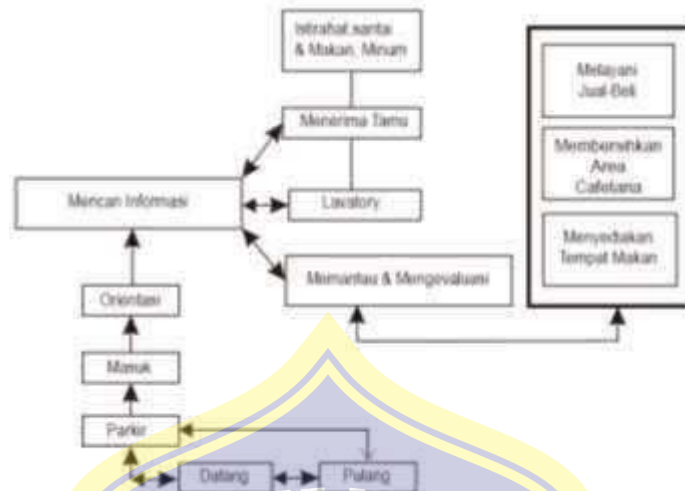 Istirahat santai
& Makan, Minum
Menerima Tamu
Lavatory
Mencari Informasi
Memantau & Mengevaluasi
Orientasi
Masuk
Parkir
Datang
Pulang
Melayani
Jual-Beli
Membersihkan
Area
Cafetaria
Menyediakan
Tempat Makan